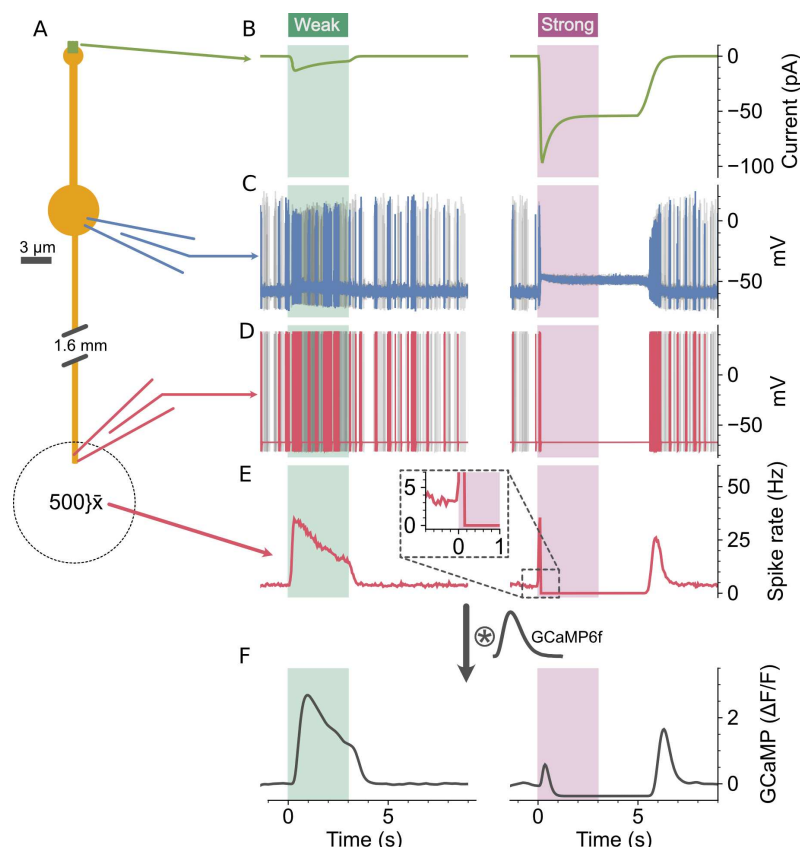 A
B
Weak
Strong
0
−50
−100
Current (pA)
C
3 µm
0
−50
mV
D
1.6 mm
0
−50
mV
E
500}x̄
5
0
0
1
50
25
0
Spike rate (Hz)
GCaMP6f
F
2
0
GCaMP (ΔF/F)
0
5
0
5
Time (s)
Time (s)